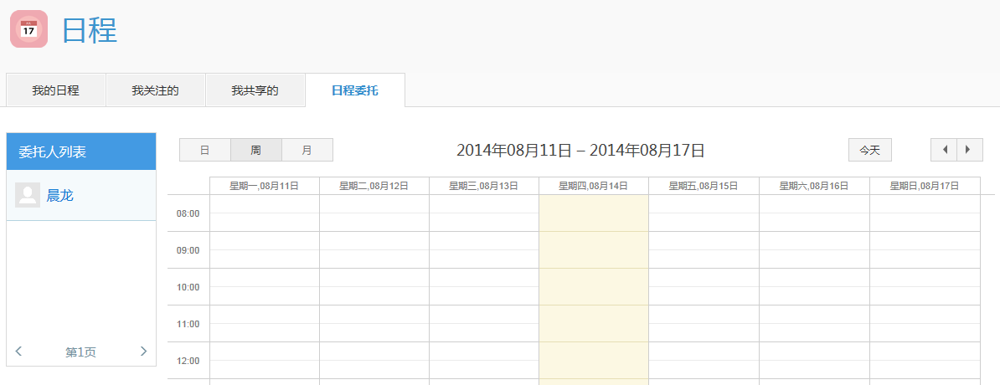 17
日程
我的日程 我关注的 我共享的 日程委托
委托人列表
晨龙
第1页
日 周 月
2014年08月11日 – 2014年08月17日
今天
星期一,08月11日 星期二,08月12日 星期三,08月13日 星期四,08月14日 星期五,08月15日 星期六,08月16日 星期日,08月17日
08:00
09:00
10:00
11:00
12:00